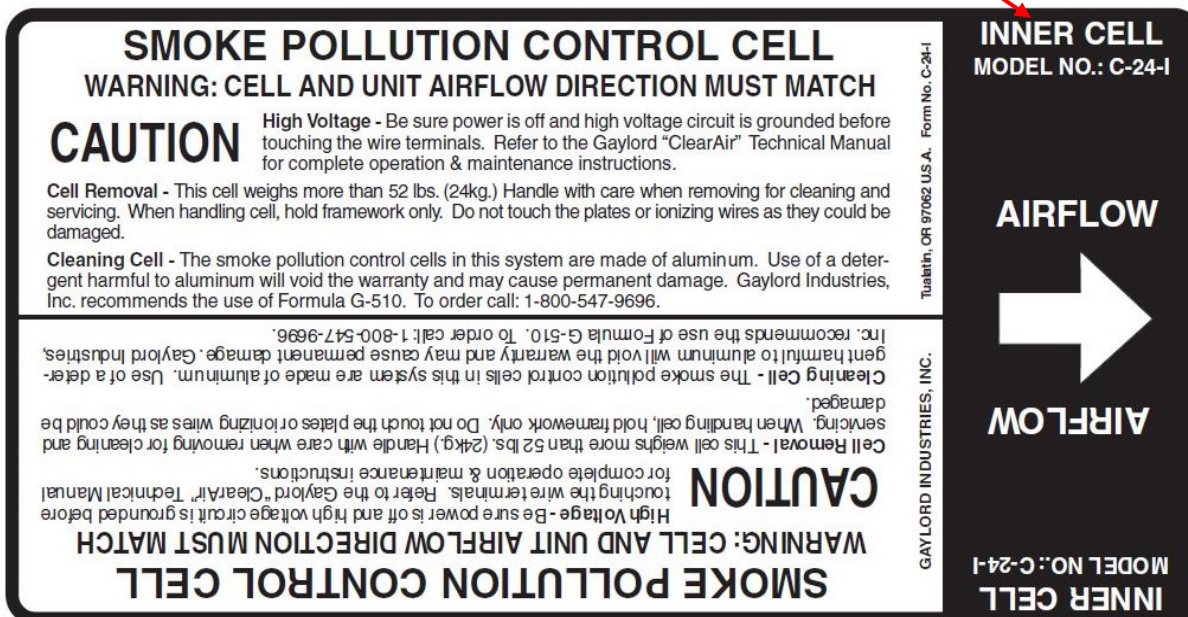 SMOKE POLLUTION CONTROL CELL
WARNING: CELL AND UNIT AIRFLOW DIRECTION MUST MATCH
CAUTION
High Voltage - Be sure power is off and high voltage circuit is grounded before
touching the wire terminals. Refer to the Gaylord “ClearAir” Technical Manual
for complete operation & maintenance instructions.
Cell Removal - This cell weighs more than 52 lbs. (24kg.) Handle with care when removing for cleaning and
servicing. When handling cell, hold framework only. Do not touch the plates or ionizing wires as they could be
damaged.
Cleaning Cell - The smoke pollution control cells in this system are made of aluminum. Use of a deter-
gent harmful to aluminum will void the warranty and may cause permanent damage. Gaylord Industries,
Inc. recommends the use of Formula G-510. To order call: 1-800-547-9696.
SMOKE POLLUTION CONTROL CELL
WARNING: CELL AND UNIT AIRFLOW DIRECTION MUST MATCH
CAUTION
High Voltage - Be sure power is off and high voltage circuit is grounded before
touching the wire terminals. Refer to the Gaylord “ClearAir” Technical Manual
for complete operation & maintenance instructions.
Cell Removal - This cell weighs more than 52 lbs. (24kg.) Handle with care when removing for cleaning and
servicing. When handling cell, hold framework only. Do not touch the plates or ionizing wires as they could be
damaged.
Cleaning Cell - The smoke pollution control cells in this system are made of aluminum. Use of a deter-
gent harmful to aluminum will void the warranty and may cause permanent damage. Gaylord Industries,
Inc. recommends the use of Formula G-510. To order call: 1-800-547-9696.
GAYLORD INDUSTRIES, INC. Tualatin, OR 97062 U.S.A. Form No. C-24-I
INNER CELL
MODEL NO.: C-24-I
AIRFLOW
AIRFLOW
INNER CELL
MODEL NO.: C-24-I